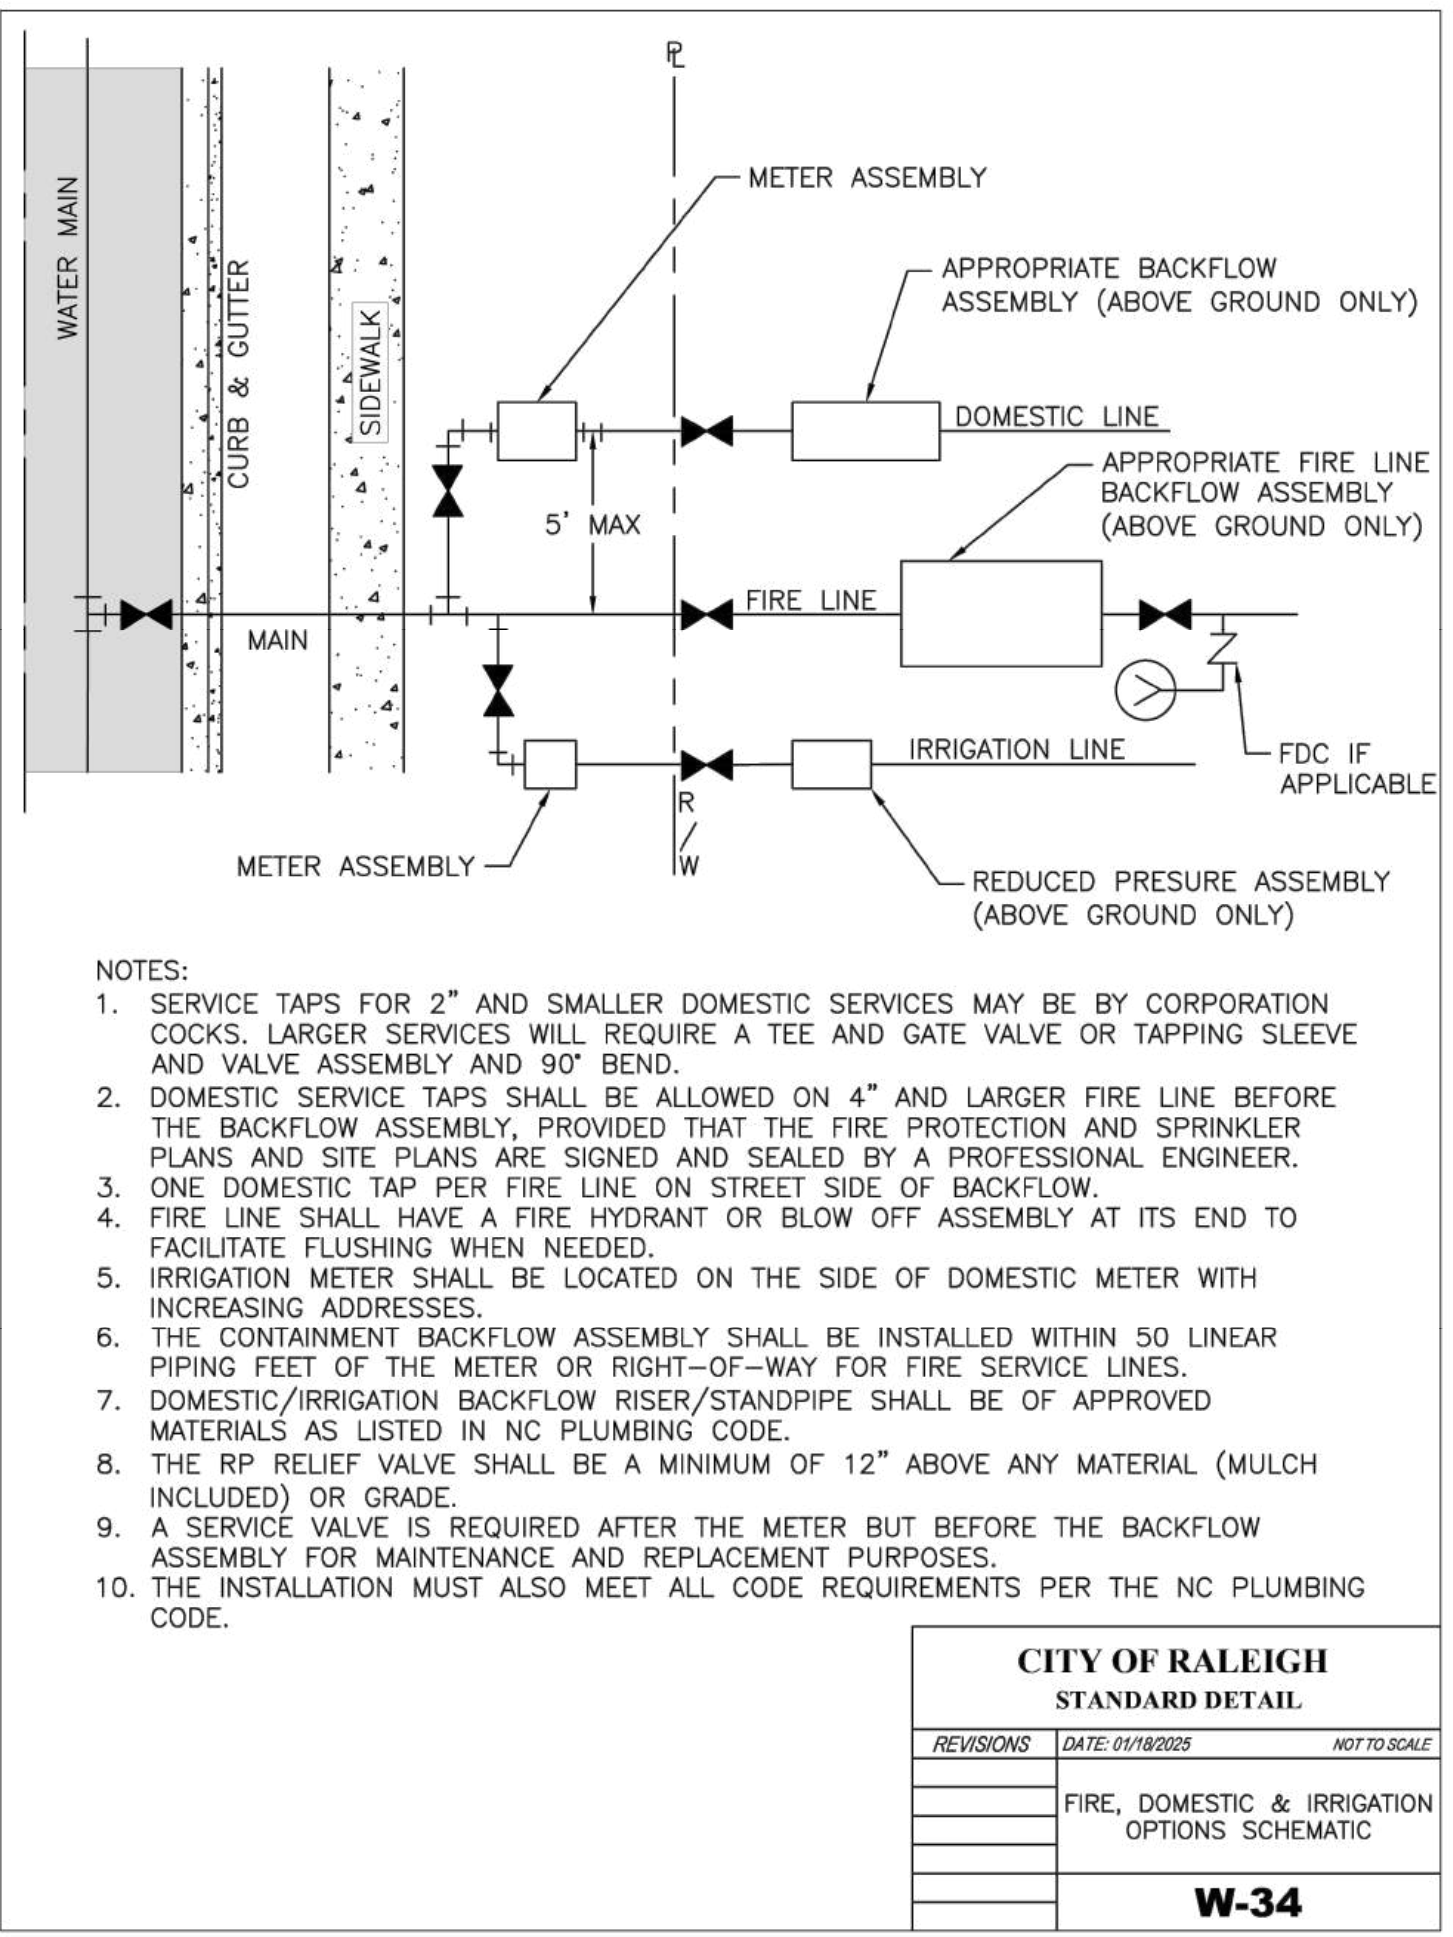 PL
METER ASSEMBLY
WATER MAIN
CURB & GUTTER
SIDEWALK
APPROPRIATE BACKFLOW
ASSEMBLY (ABOVE GROUND ONLY)
DOMESTIC LINE
APPROPRIATE FIRE LINE
BACKFLOW ASSEMBLY
(ABOVE GROUND ONLY)
5' MAX
FIRE LINE
MAIN
IRRIGATION LINE
FDC IF
APPLICABLE
R/W
METER ASSEMBLY
REDUCED PRESURE ASSEMBLY
(ABOVE GROUND ONLY)
NOTES:
1. SERVICE TAPS FOR 2" AND SMALLER DOMESTIC SERVICES MAY BE BY CORPORATION
COCKS. LARGER SERVICES WILL REQUIRE A TEE AND GATE VALVE OR TAPPING SLEEVE
AND VALVE ASSEMBLY AND 90° BEND.
2. DOMESTIC SERVICE TAPS SHALL BE ALLOWED ON 4" AND LARGER FIRE LINE BEFORE
THE BACKFLOW ASSEMBLY, PROVIDED THAT THE FIRE PROTECTION AND SPRINKLER
PLANS AND SITE PLANS ARE SIGNED AND SEALED BY A PROFESSIONAL ENGINEER.
3. ONE DOMESTIC TAP PER FIRE LINE ON STREET SIDE OF BACKFLOW.
4. FIRE LINE SHALL HAVE A FIRE HYDRANT OR BLOW OFF ASSEMBLY AT ITS END TO
FACILITATE FLUSHING WHEN NEEDED.
5. IRRIGATION METER SHALL BE LOCATED ON THE SIDE OF DOMESTIC METER WITH
INCREASING ADDRESSES.
6. THE CONTAINMENT BACKFLOW ASSEMBLY SHALL BE INSTALLED WITHIN 50 LINEAR
PIPING FEET OF THE METER OR RIGHT-OF-WAY FOR FIRE SERVICE LINES.
7. DOMESTIC/IRRIGATION BACKFLOW RISER/STANDPIPE SHALL BE OF APPROVED
MATERIALS AS LISTED IN NC PLUMBING CODE.
8. THE RP RELIEF VALVE SHALL BE A MINIMUM OF 12" ABOVE ANY MATERIAL (MULCH
INCLUDED) OR GRADE.
9. A SERVICE VALVE IS REQUIRED AFTER THE METER BUT BEFORE THE BACKFLOW
ASSEMBLY FOR MAINTENANCE AND REPLACEMENT PURPOSES.
10. THE INSTALLATION MUST ALSO MEET ALL CODE REQUIREMENTS PER THE NC PLUMBING
CODE.
CITY OF RALEIGH
STANDARD DETAIL
REVISIONS
DATE: 01/18/2025
NOT TO SCALE
FIRE, DOMESTIC & IRRIGATION
OPTIONS SCHEMATIC
W-34